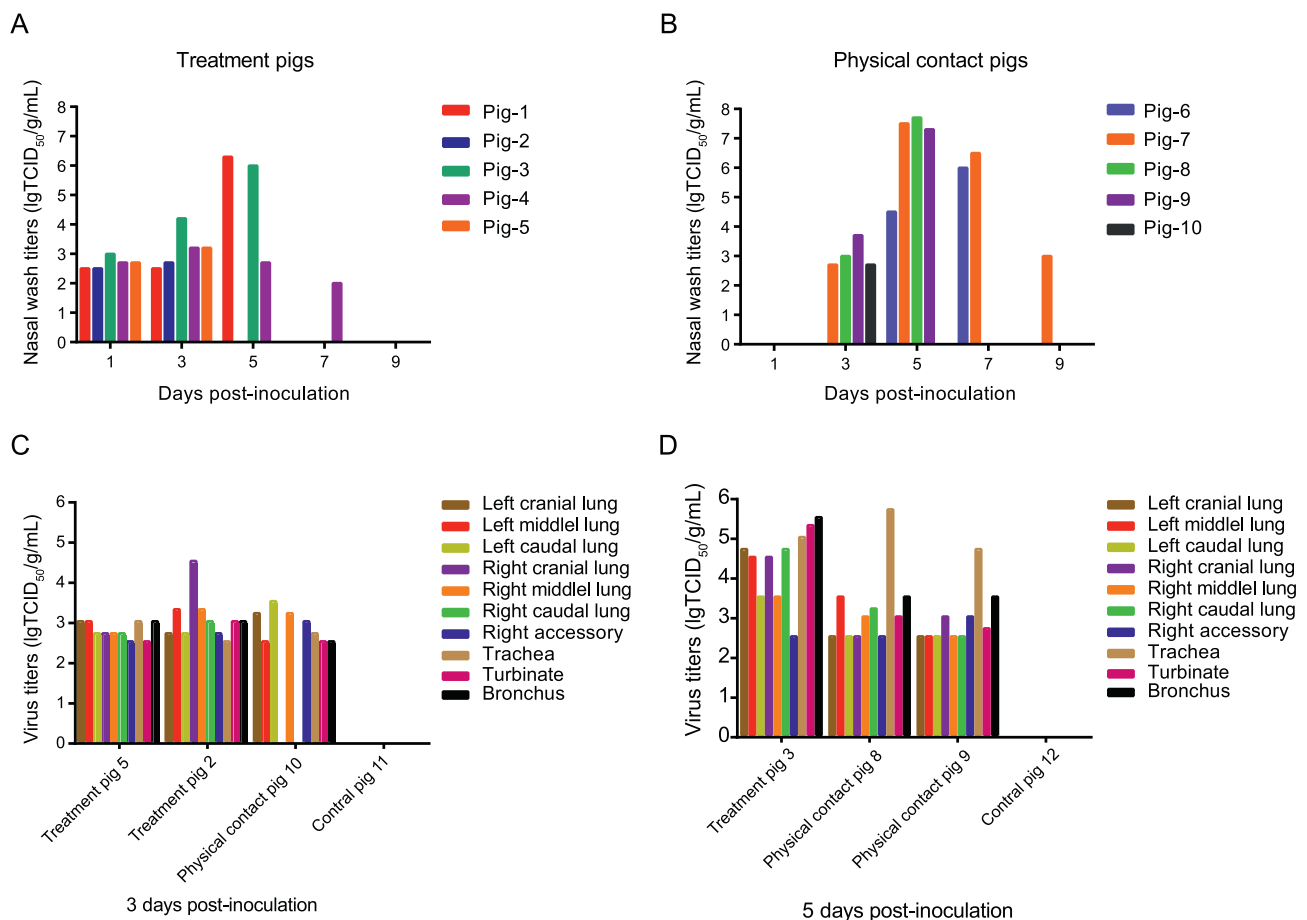 A
Treatment pigs
Nasal wash titers (lgTCID50/g/mL)
8
7
6
5
4
3
2
1
0
1 3 5 7 9
Days post-inoculation
Pig-1
Pig-2
Pig-3
Pig-4
Pig-5
B
Physical contact pigs
Nasal wash titers (lgTCID50/g/mL)
8
7
6
5
4
3
2
1
0
1 3 5 7 9
Days post-inoculation
Pig-6
Pig-7
Pig-8
Pig-9
Pig-10
C
Virus titers (lgTCID50/g/mL)
6
5
4
3
2
1
0
Treatment pig 5
Treatment pig 2
Physical contact pig 10
Contral pig 11
3 days post-inoculation
Left cranial lung
Left middlel lung
Left caudal lung
Right cranial lung
Right middlel lung
Right caudal lung
Right accessory
Trachea
Turbinate
Bronchus
D
Virus titers (lgTCID50/g/mL)
6
5
4
3
2
1
0
Treatment pig 3
Physical contact pig 8
Physical contact pig 9
Contral pig 12
5 days post-inoculation
Left cranial lung
Left middlel lung
Left caudal lung
Right cranial lung
Right middlel lung
Right caudal lung
Right accessory
Trachea
Turbinate
Bronchus